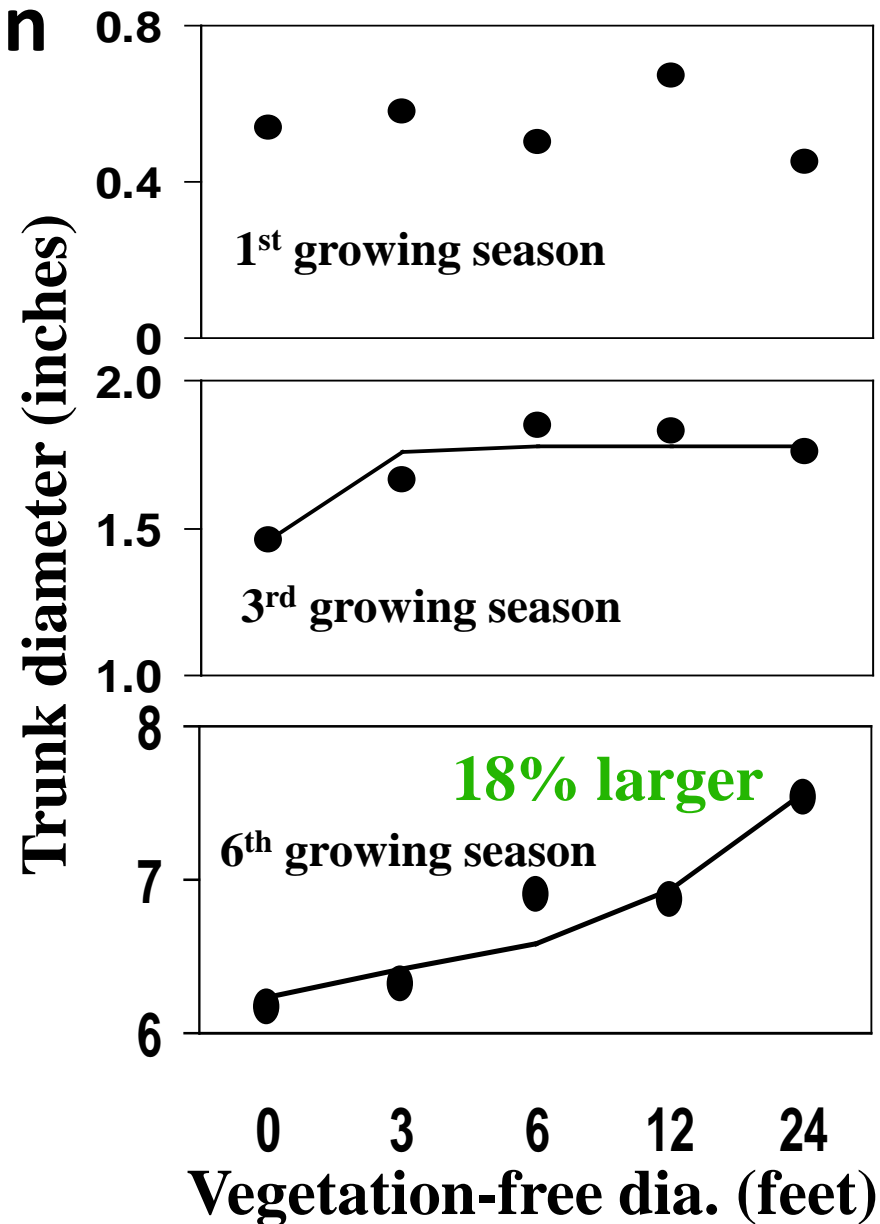 n
Trunk diameter (inches)
0.8
0.4
0
1st growing season
2.0
1.5
1.0
3rd growing season
8
7
6
18% larger
6th growing season
0 3 6 12 24
Vegetation-free dia. (feet)